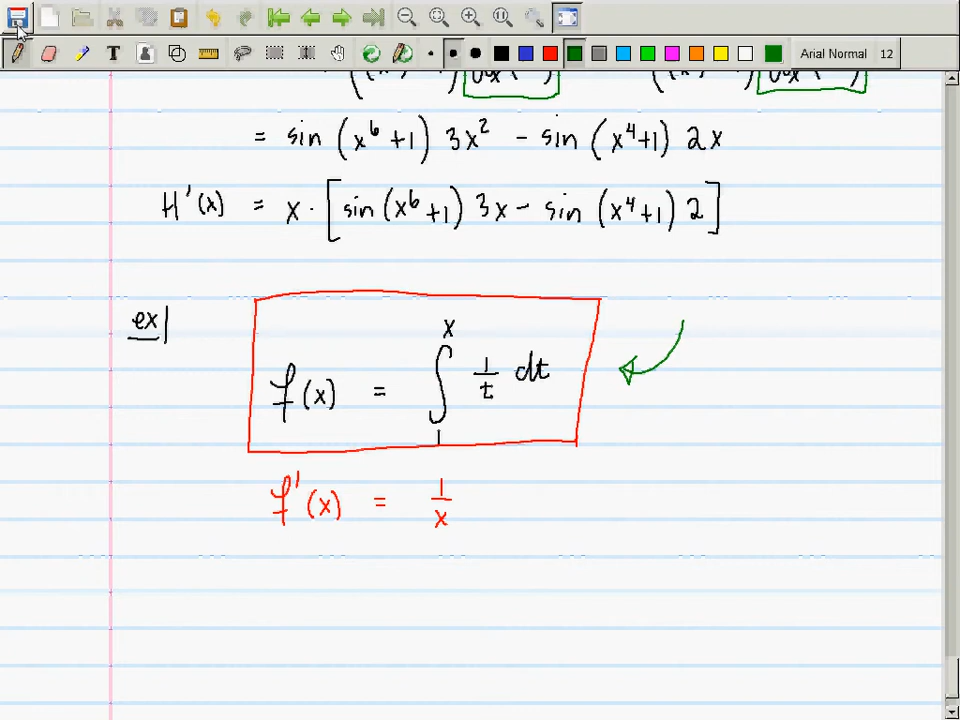 T Arial Normal 12
= sin (x⁶ +1) 3x² - sin (x⁴+1) 2x
H'(x) = x · [sin(x⁶ +1) 3x - sin (x⁴+1) 2]
ex
f(x) = ∫₁ˣ 1/t dt
f'(x) = 1/x